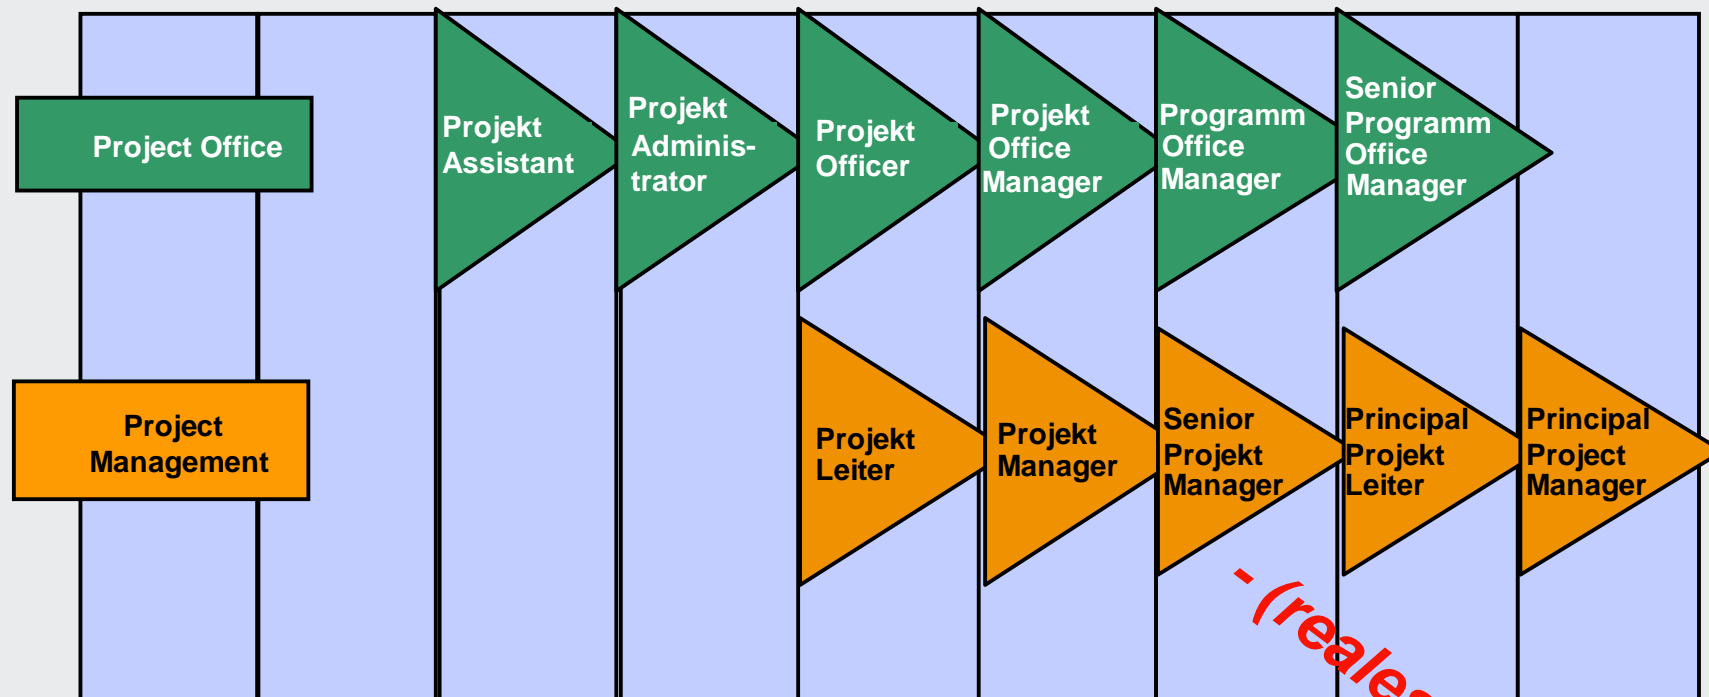 Project Office
Projekt
Assistant
Projekt
Adminis-
trator
Projekt
Officer
Projekt
Office
Manager
Programm
Office
Manager
Senior
Programm
Office
Manager
Project
Management
Projekt
Leiter
Projekt
Manager
Senior
Projekt
Manager
Principal
Projekt
Leiter
Principal
Project
Manager
- (reales